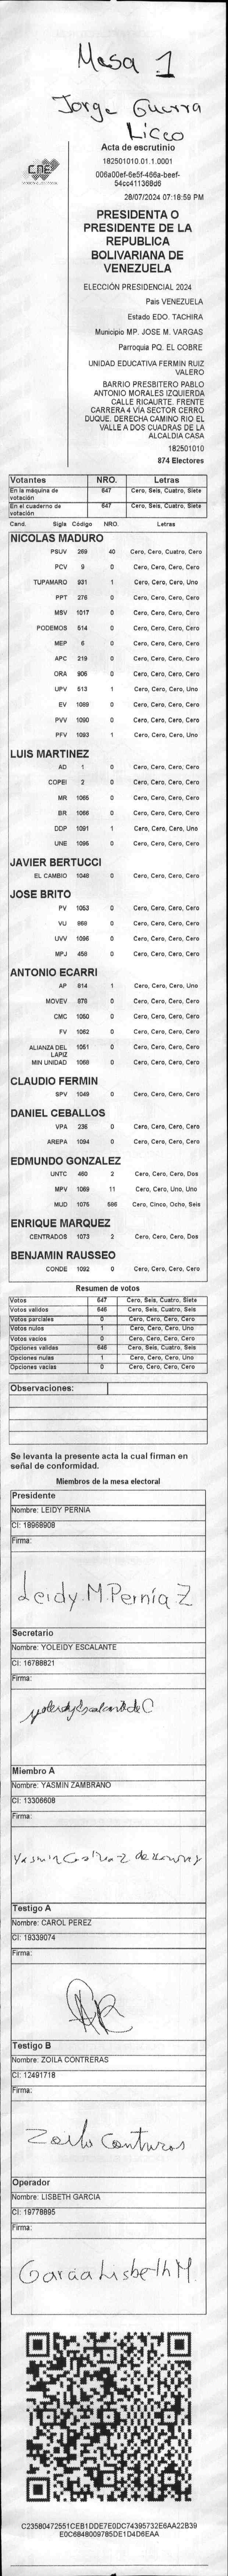 Mesa 1
Jorge Guerra
Liceo
CNE
Acta de escrutinio
182501010.01.1.0001
006a00ef-6e5f-486a-beef-
54cc411368d6
28/07/2024 07:18:59 PM
PRESIDENTA O
PRESIDENTE DE LA
REPUBLICA
BOLIVARIANA DE
VENEZUELA
ELECCIÓN PRESIDENCIAL 2024
Pais VENEZUELA
Estado EDO. TACHIRA
Municipio MP. JOSE M. VARGAS
Parroquia PQ. EL COBRE
UNIDAD EDUCATIVA FERMIN RUIZ
VALERO
BARRIO PRESBITERO PABLO
ANTONIO MORALES IZQUIERDA
CALLE RICAURTE. FRENTE
CARRERA 4 VÍA SECTOR CERRO
DUQUE. DERECHA CAMINO RIO EL
VALLE A DOS CUADRAS DE LA
ALCALDIA CASA
182501010
874 Electores
Votantes NRO. Letras
En la máquina de votación 647 Cero, Seis, Cuatro, Siete
En el cuaderno de votación 647 Cero, Seis, Cuatro, Siete
Cand. Sigla Código NRO. Letras
NICOLAS MADURO
PSUV 269 40 Cero, Cero, Cuatro, Cero
PCV 9 0 Cero, Cero, Cero, Cero
TUPAMARO 931 1 Cero, Cero, Cero, Uno
PPT 276 0 Cero, Cero, Cero, Cero
MSV 1017 0 Cero, Cero, Cero, Cero
PODEMOS 514 0 Cero, Cero, Cero, Cero
MEP 6 0 Cero, Cero, Cero, Cero
APC 219 0 Cero, Cero, Cero, Cero
ORA 906 0 Cero, Cero, Cero, Cero
UPV 513 1 Cero, Cero, Cero, Uno
EV 1089 0 Cero, Cero, Cero, Cero
PVV 1090 0 Cero, Cero, Cero, Cero
PFV 1093 1 Cero, Cero, Cero, Uno
LUIS MARTINEZ
AD 1 0 Cero, Cero, Cero, Cero
COPEI 2 0 Cero, Cero, Cero, Cero
MR 1065 0 Cero, Cero, Cero, Cero
BR 1066 0 Cero, Cero, Cero, Cero
DDP 1091 1 Cero, Cero, Cero, Uno
UNE 1095 0 Cero, Cero, Cero, Cero
JAVIER BERTUCCI
EL CAMBIO 1048 0 Cero, Cero, Cero, Cero
JOSE BRITO
PV 1053 0 Cero, Cero, Cero, Cero
VU 868 0 Cero, Cero, Cero, Cero
UVV 1096 0 Cero, Cero, Cero, Cero
MPJ 458 0 Cero, Cero, Cero, Cero
ANTONIO ECARRI
AP 814 1 Cero, Cero, Cero, Uno
MOVEV 878 0 Cero, Cero, Cero, Cero
CMC 1050 0 Cero, Cero, Cero, Cero
FV 1082 0 Cero, Cero, Cero, Cero
ALIANZA DEL LAPIZ 1051 0 Cero, Cero, Cero, Cero
MIN UNIDAD 1068 0 Cero, Cero, Cero, Cero
CLAUDIO FERMIN
SPV 1049 0 Cero, Cero, Cero, Cero
DANIEL CEBALLOS
VPA 236 0 Cero, Cero, Cero, Cero
AREPA 1094 0 Cero, Cero, Cero, Cero
EDMUNDO GONZALEZ
UNTC 460 2 Cero, Cero, Cero, Dos
MPV 1069 11 Cero, Cero, Uno, Uno
MUD 1075 586 Cero, Cinco, Ocho, Seis
ENRIQUE MARQUEZ
CENTRADOS 1073 2 Cero, Cero, Cero, Dos
BENJAMIN RAUSSEO
CONDE 1092 0 Cero, Cero, Cero, Cero
Resumen de votos
Votos 647 Cero, Seis, Cuatro, Siete
Votos validos 646 Cero, Seis, Cuatro, Seis
Votos parciales 0 Cero, Cero, Cero, Cero
Votos nulos 1 Cero, Cero, Cero, Uno
Votos vacios 0 Cero, Cero, Cero, Cero
Opciones validas 646 Cero, Seis, Cuatro, Seis
Opciones nulas 1 Cero, Cero, Cero, Uno
Opciones vacias 0 Cero, Cero, Cero, Cero
Observaciones:
Se levanta la presente acta la cual firman en
señal de conformidad.
Miembros de la mesa electoral
Presidente
Nombre: LEIDY PERNIA
CI: 18968908
Firma:
Leidy M. Pernía Z
Secretario
Nombre: YOLEIDY ESCALANTE
CI: 16788821
Firma:
yoleidy Escalante de C
Miembro A
Nombre: YASMIN ZAMBRANO
CI: 13306608
Firma:
Yasmin
Testigo A
Nombre: CAROL PEREZ
CI: 19339074
Firma:
Testigo B
Nombre: ZOILA CONTRERAS
CI: 12491718
Firma:
Zoila Contreras
Operador
Nombre: LISBETH GARCIA
CI: 19778895
Firma:
Garcia Lisbeth M.
C23580472551CEB1DDE7E0DC74395732E6AA22B39
E0C6848009785DE1D4D6EAA